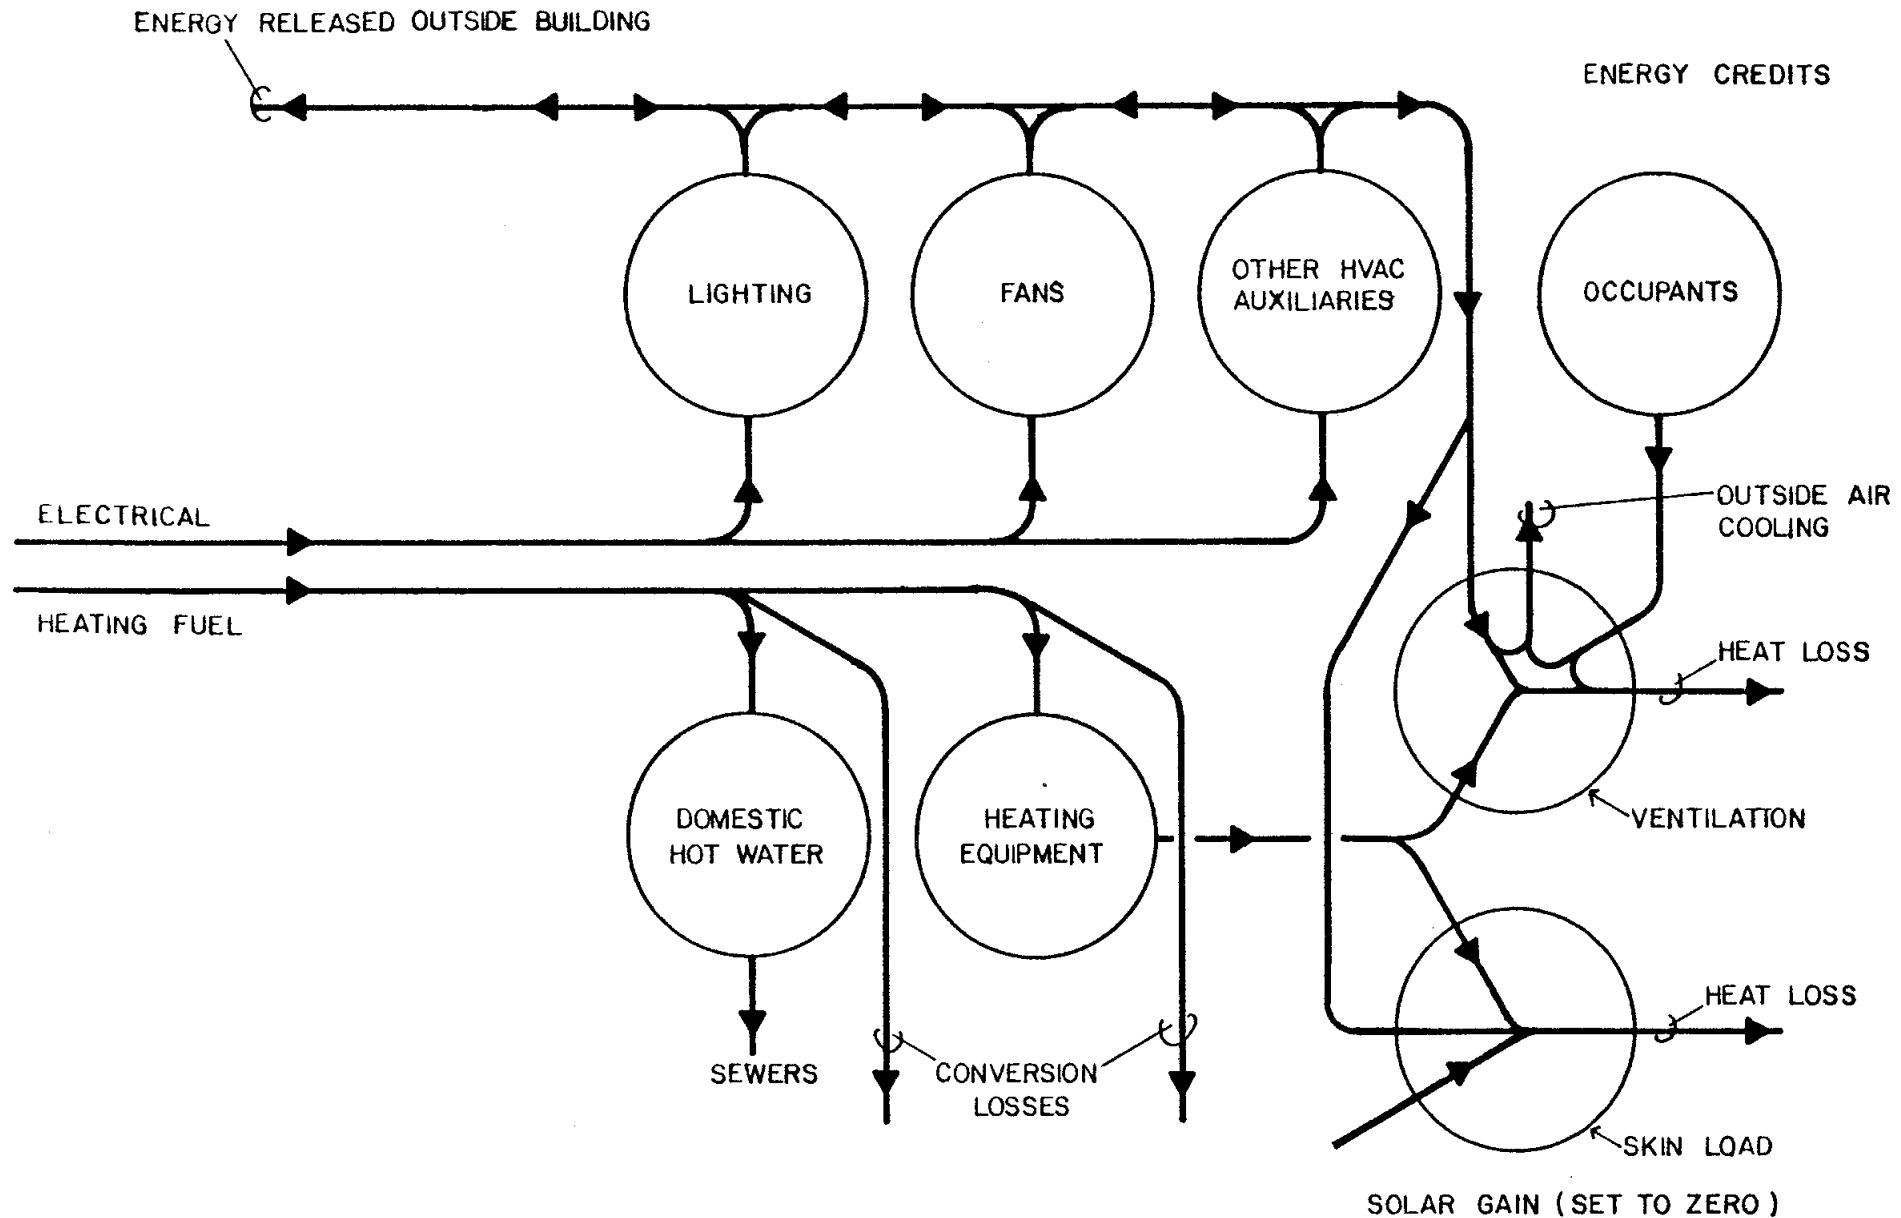 ENERGY RELEASED OUTSIDE BUILDING
ENERGY CREDITS
LIGHTING
FANS
OTHER HVAC
AUXILIARIES
OCCUPANTS
ELECTRICAL
OUTSIDE AIR
COOLING
HEATING FUEL
HEAT LOSS
DOMESTIC
HOT WATER
HEATING
EQUIPMENT
VENTILATION
HEAT LOSS
SEWERS
CONVERSION
LOSSES
SKIN LOAD
SOLAR GAIN (SET TO ZERO)